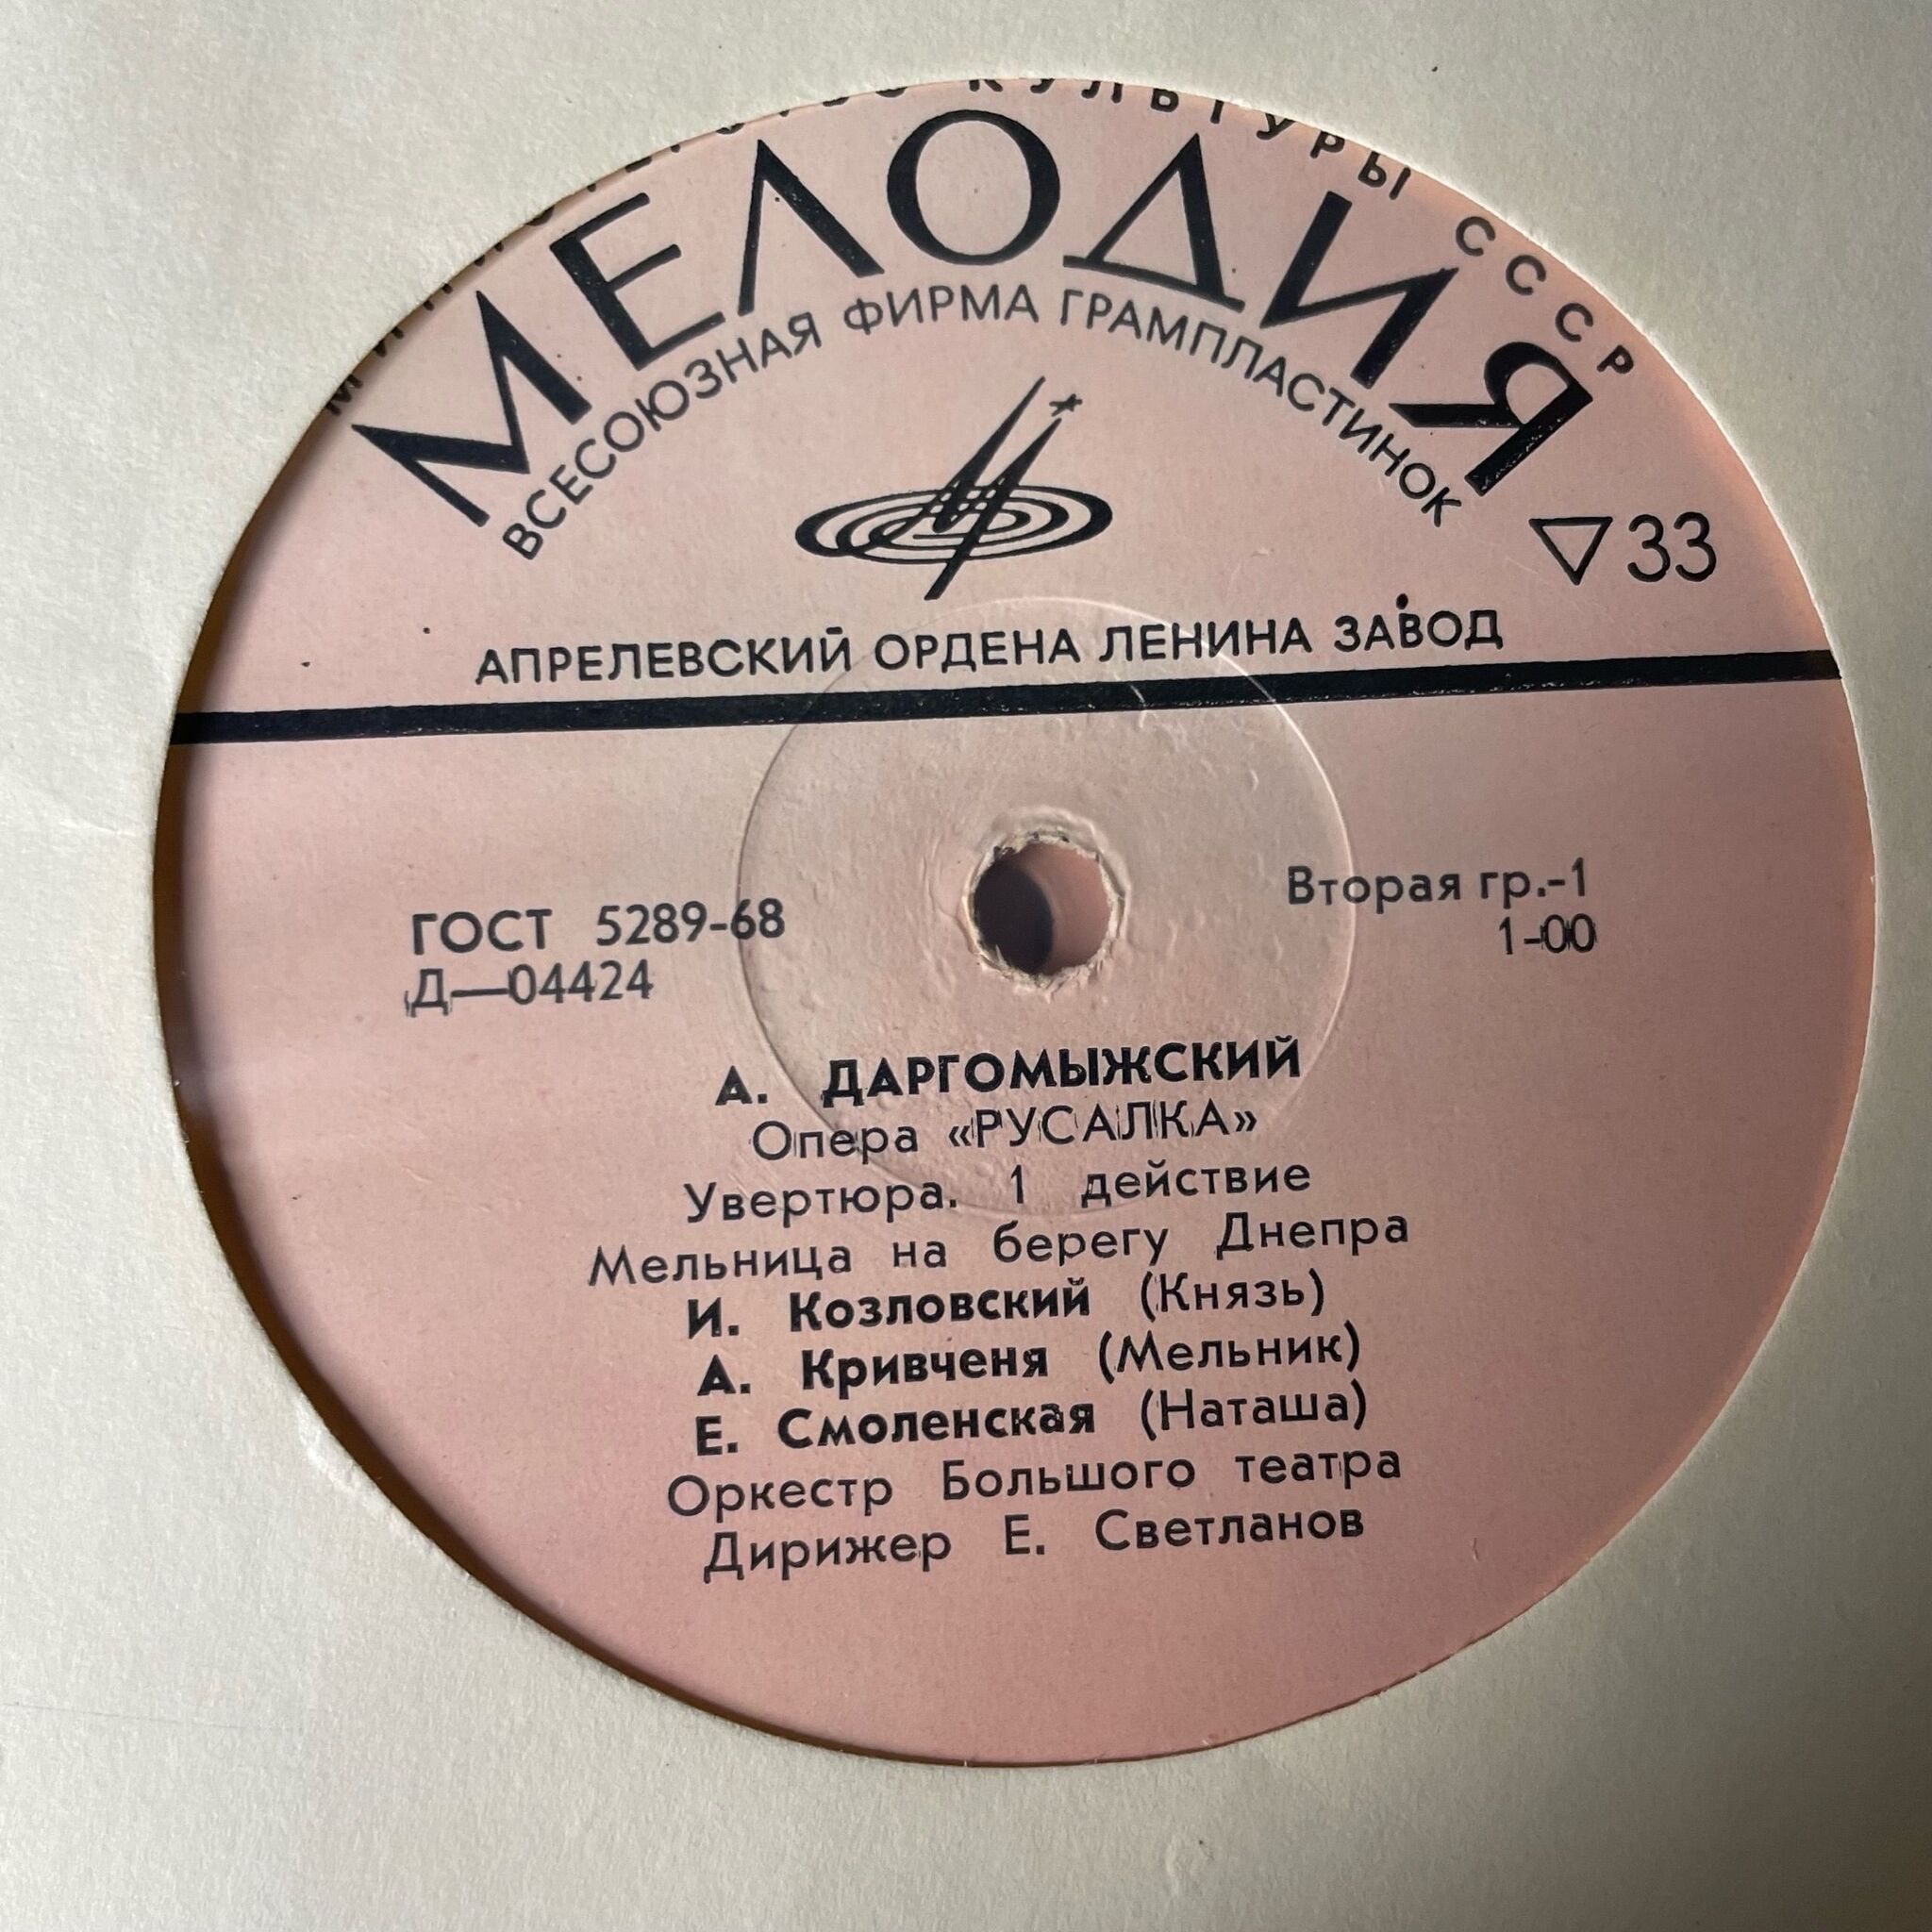 КУЛЬТУРЫ СССР
МЕЛОДИЯ
ВСЕСОЮЗНАЯ ФИРМА ГРАМПЛАСТИНОК
33
АПРЕЛЕВСКИЙ ОРДЕНА ЛЕНИНА ЗАВОД
ГОСТ 5289-68
Д—04424
Вторая гр.-1
1-00
А. ДАРГОМЫЖСКИЙ
Опера «РУСАЛКА»
Увертюра. 1 действие
Мельница на берегу Днепра
И. Козловский (Князь)
А. Кривченя (Мельник)
Е. Смоленская (Наташа)
Оркестр Большого театра
Дирижер Е. Светланов